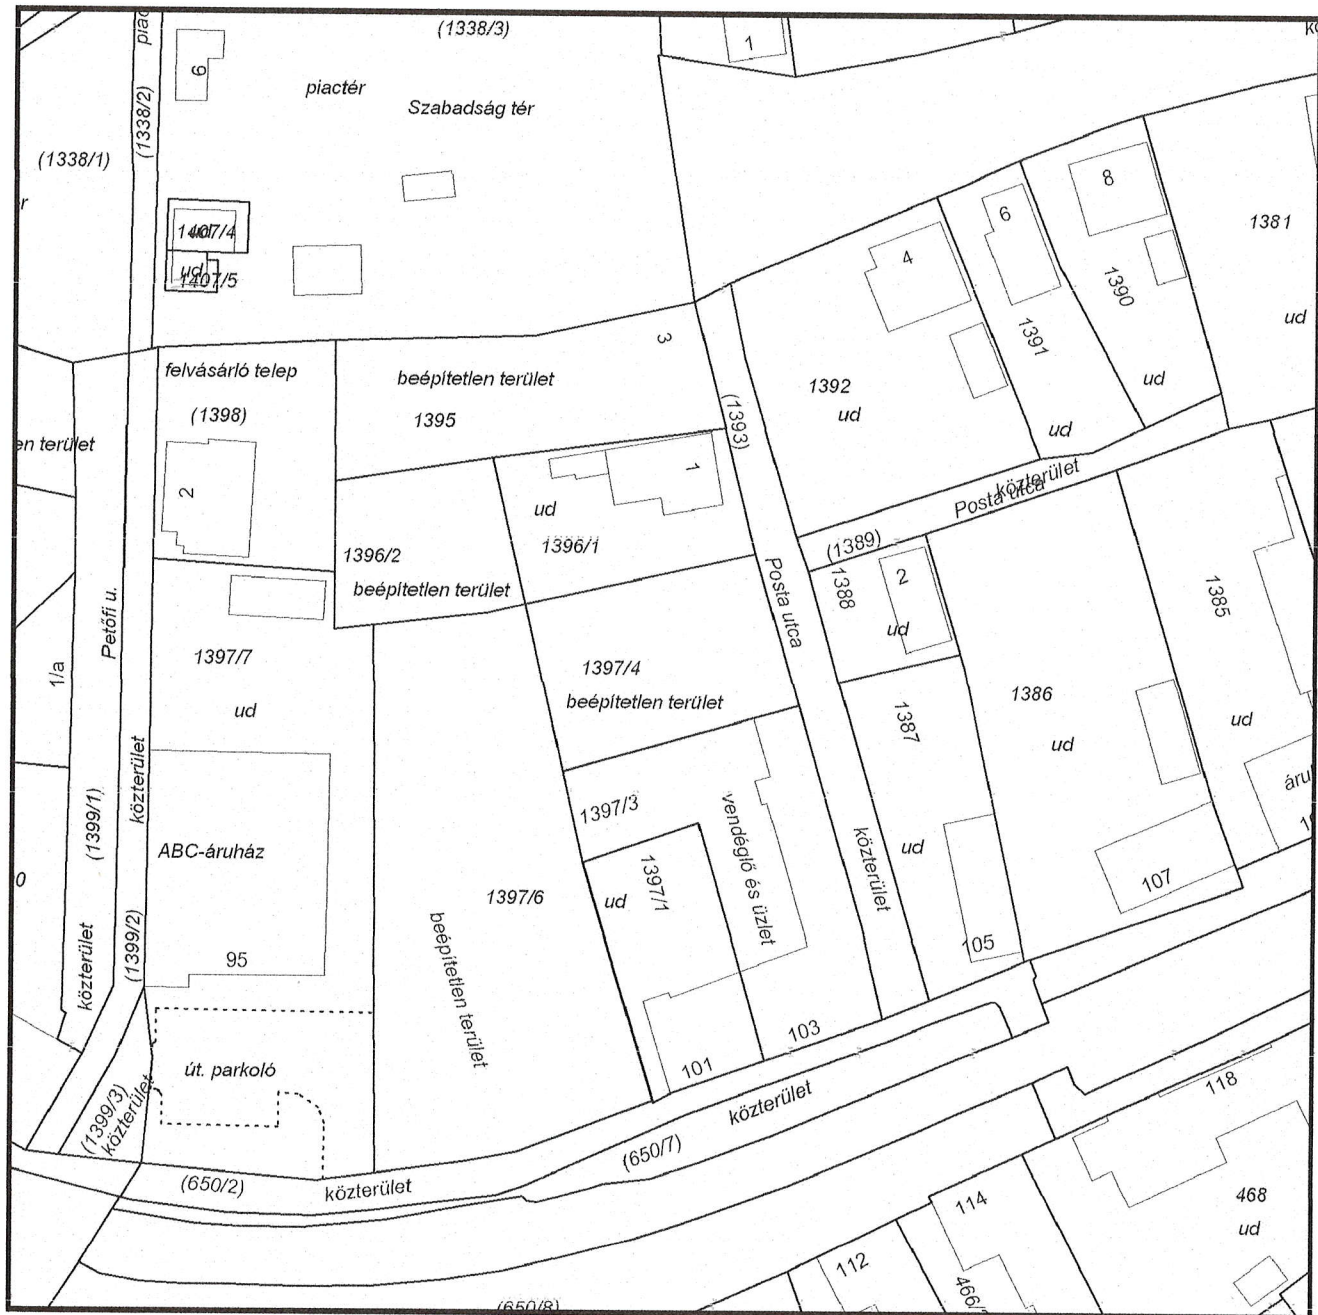 (1338/3)
1
6
piactér
(1338/2)
Szabadság tér
(1338/1)
8
6
1381
1407/4
ud
4
ud
1407/5
1390
ud
3
1391
felvásárló telep
beépítetlen terület
1392
ud
ud
(1398)
1395
ud
(1393)
en terület
2
1
közterület
Posta utca
ud
1396/1
1396/2
(1389)
beépítetlen terület
Posta utca
1388
2
ud
1385
Petőfi u.
1397/7
1397/4
1/a
beépítetlen terület
1386
ud
1387
ud
ud
közterület
(1399/1)
1397/3
vendéglő és üzlet
áru
ABC-áruház
ud
1397/1
közterület
ud
107
1397/6
beépítetlen terület
közterület
(1399/2)
95
105
103
101
út. parkoló
(1399/3)
közterület
közterület
118
(650/7)
(650/2)
közterület
114
468
ud
112
(650/8)